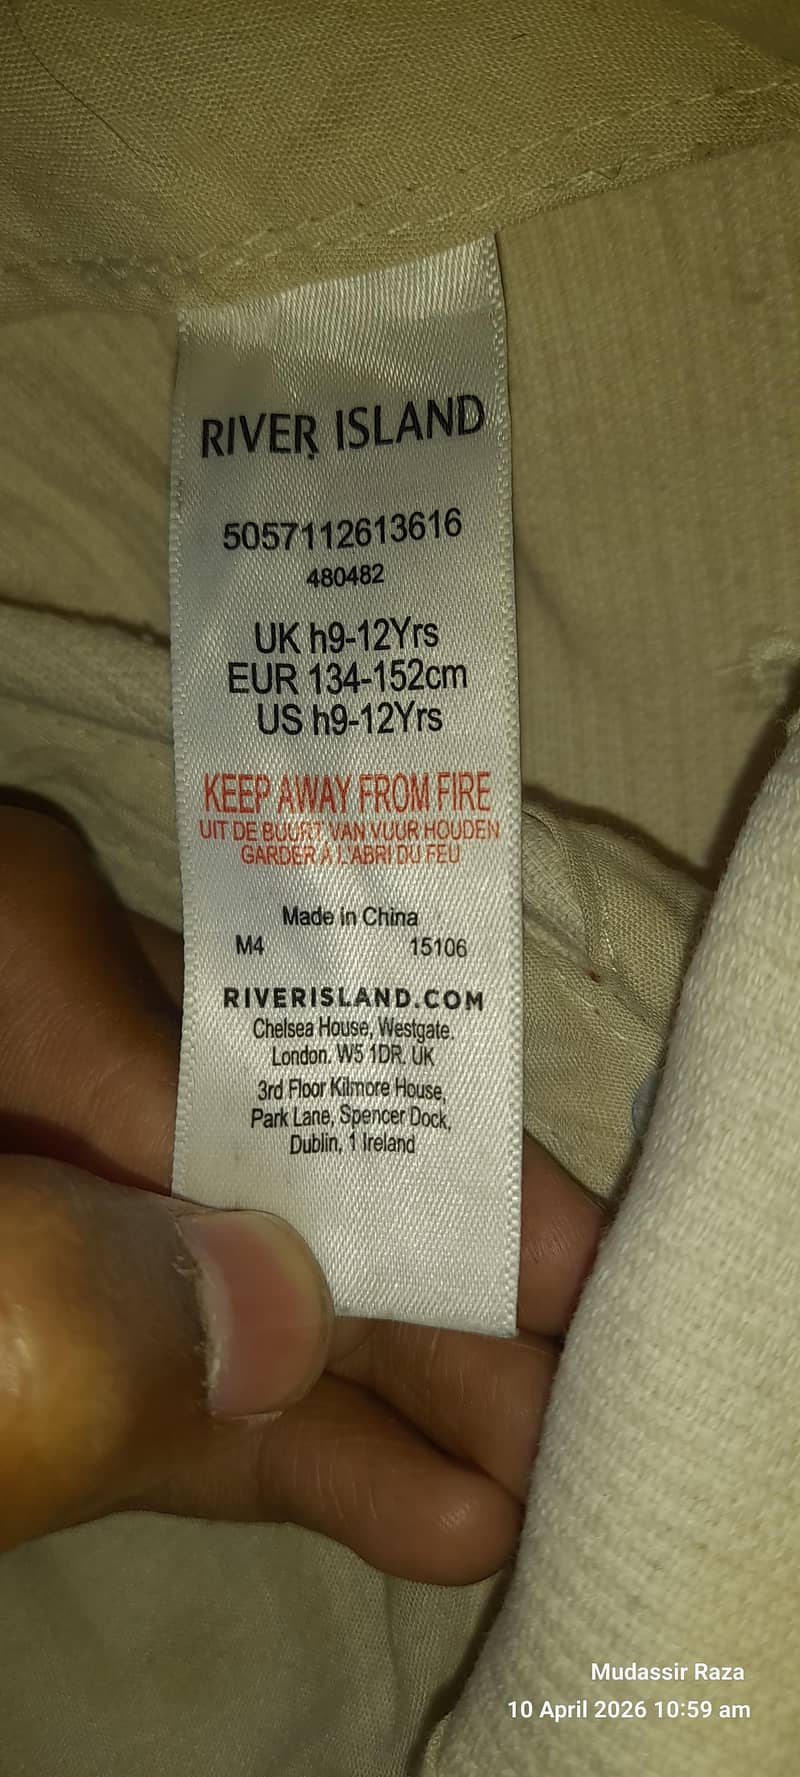 RIVER ISLAND
5057112613616
480482
UK h9-12Yrs
EUR 134-152cm
US h9-12Yrs
KEEP AWAY FROM FIRE
UIT DE BUURT VAN VUUR HOUDEN
GARDER À L'ABRI DU FEU
Made in China
M4 15106
RIVERISLAND.COM
Chelsea House, Westgate.
London. W5 1DR. UK
3rd Floor Kilmore House,
Park Lane, Spencer Dock,
Dublin, 1 Ireland
Mudassir Raza
10 April 2026 10:59 am